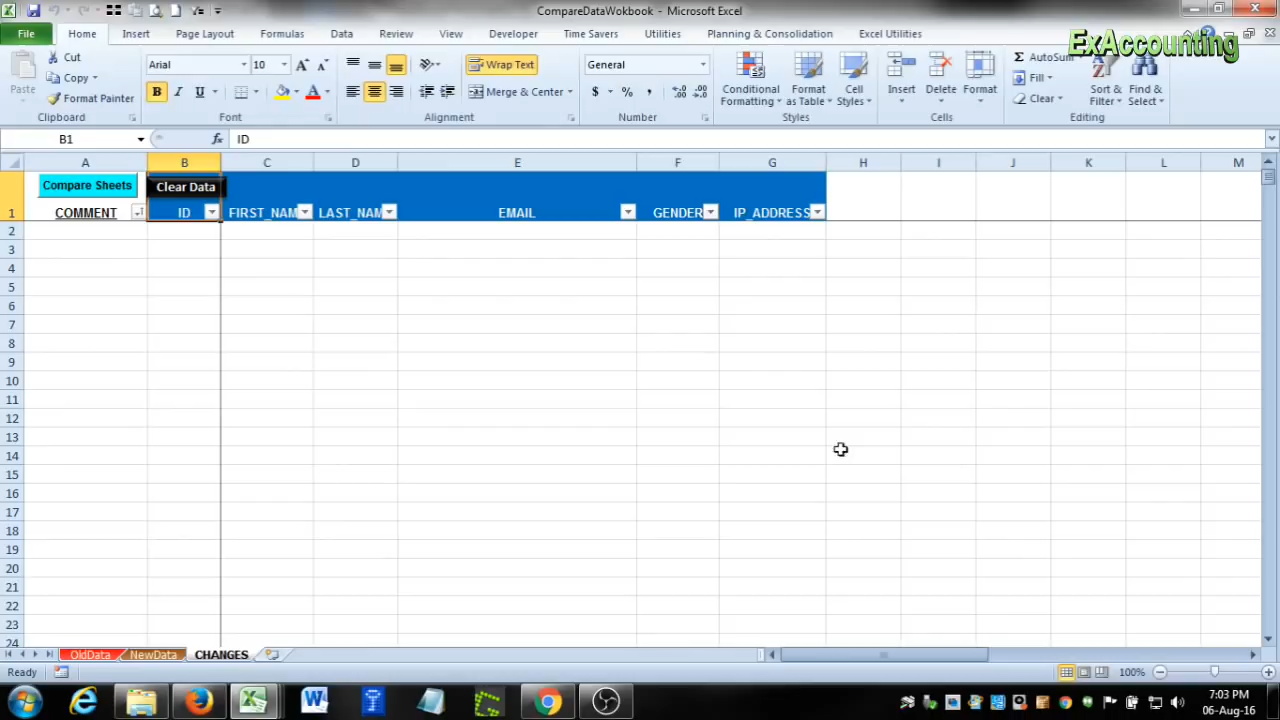 CompareDataWokbook - Microsoft Excel
File Home Insert Page Layout Formulas Data Review View Developer Time Savers Utilities Planning & Consolidation Excel Utilities
ExAccounting
Paste
Cut
Copy
Format Painter
Clipboard
Arial 10
B I U
Font
Wrap Text
Merge & Center
Alignment
General
$ % ,
Number
Conditional Formatting
Format as Table
Cell Styles
Styles
Insert
Delete
Format
Cells
AutoSum
Fill
Clear
Sort & Filter
Find & Select
Editing
B1 fx ID
A B C D E F G H I J K L M
Compare Sheets Clear Data
1 COMMENT ID FIRST_NAM LAST_NAM EMAIL GENDER IP_ADDRESS
2
3
4
5
6
7
8
9
10
11
12
13
14
15
16
17
18
19
20
21
22
23
24
OldData NewData CHANGES
Ready 100%
7:03 PM
06-Aug-16